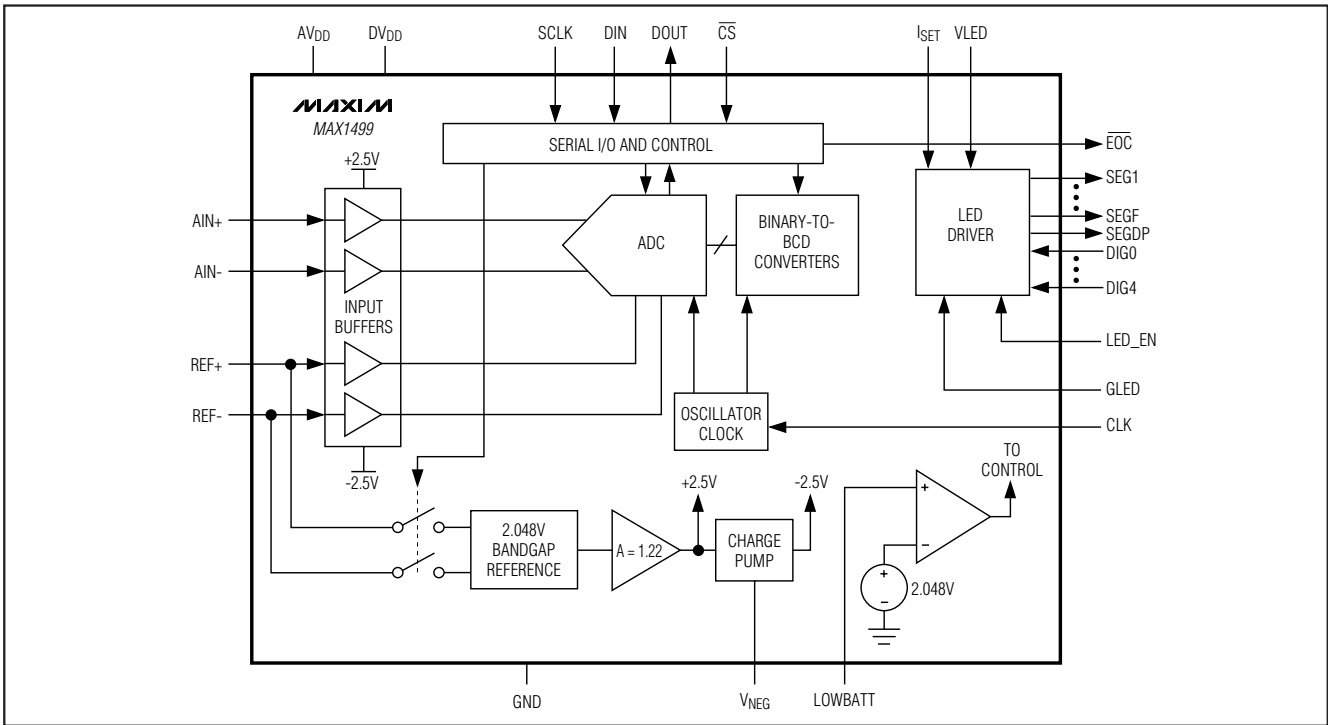 AVDD DVDD SCLK DIN DOUT C̅S̅ ISET VLED
MAXIM
MAX1499
SERIAL I/O AND CONTROL
E̅O̅C̅
+2.5V
AIN+
AIN-
INPUT
BUFFERS
REF+
REF-
-2.5V
ADC
BINARY-TO-
BCD
CONVERTERS
LED
DRIVER
SEG1
SEGF
SEGDP
DIG0
DIG4
LED_EN
GLED
CLK
OSCILLATOR
CLOCK
TO
CONTROL
+2.5V
-2.5V
2.048V
BANDGAP
REFERENCE
A = 1.22
CHARGE
PUMP
+
−
+
−
2.048V
GND VNEG LOWBATT